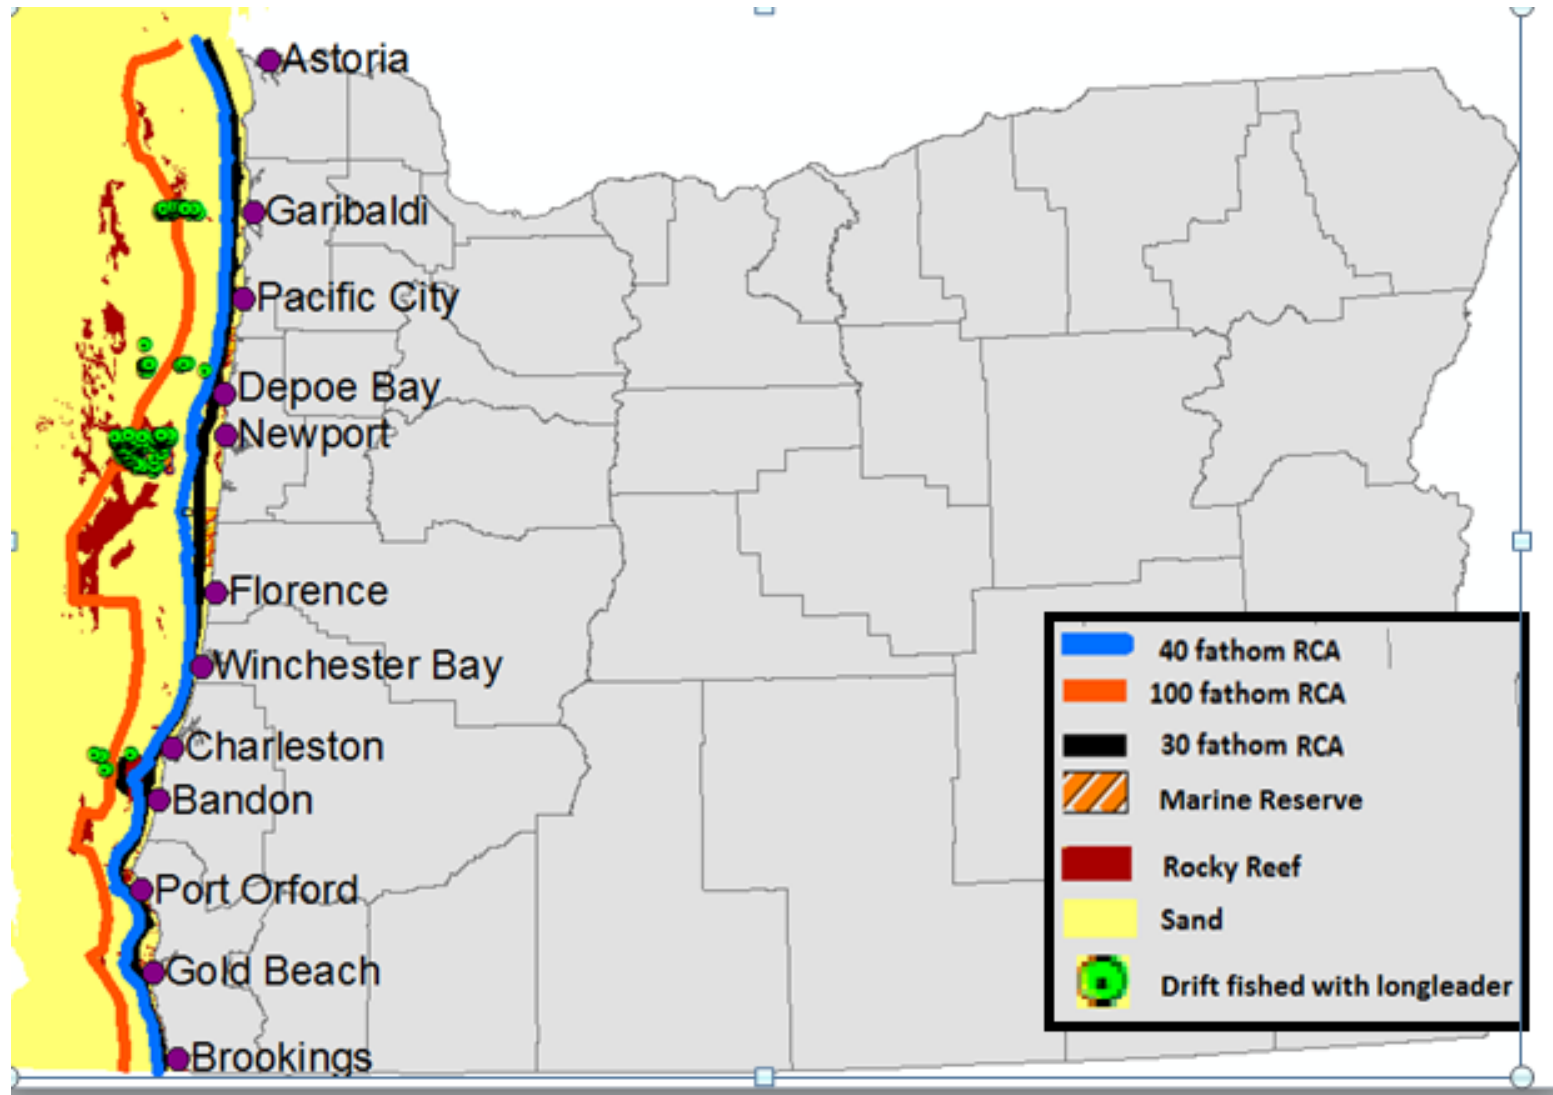 Astoria
Garibaldi
Pacific City
Depoe Bay
Newport
Florence
Winchester Bay
Charleston
Bandon
Port Orford
Gold Beach
Brookings
40 fathom RCA
100 fathom RCA
30 fathom RCA
Marine Reserve
Rocky Reef
Sand
Drift fished with longleader